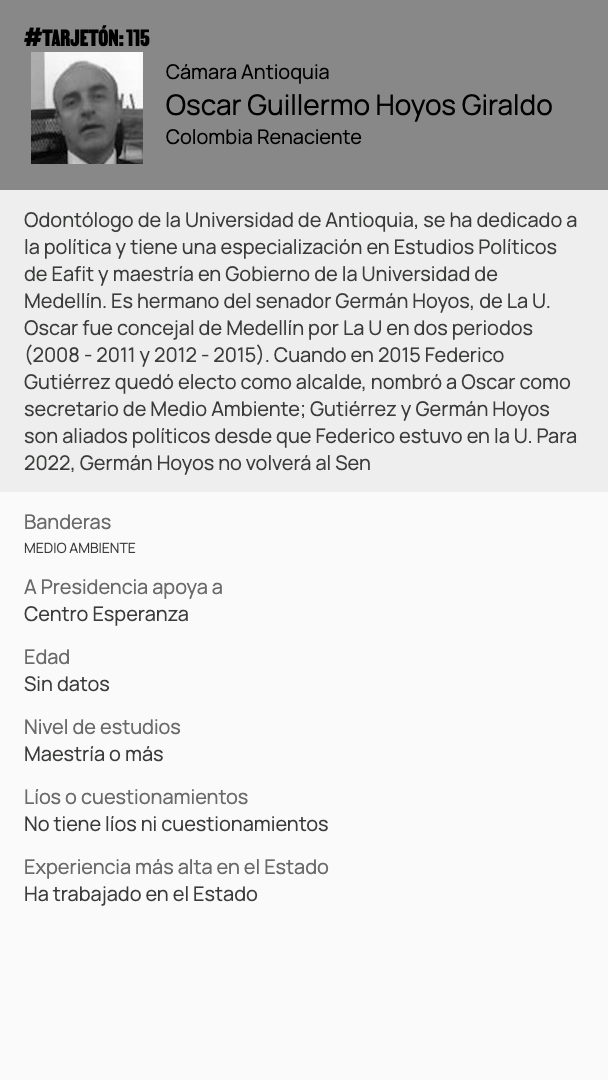 #TARJETÓN: 115
Cámara Antioquia
Oscar Guillermo Hoyos Giraldo
Colombia Renaciente
Odontólogo de la Universidad de Antioquia, se ha dedicado a
la política y tiene una especialización en Estudios Políticos
de Eafit y maestría en Gobierno de la Universidad de
Medellín. Es hermano del senador Germán Hoyos, de La U.
Oscar fue concejal de Medellín por La U en dos periodos
(2008 - 2011 y 2012 - 2015). Cuando en 2015 Federico
Gutiérrez quedó electo como alcalde, nombró a Oscar como
secretario de Medio Ambiente; Gutiérrez y Germán Hoyos
son aliados políticos desde que Federico estuvo en la U. Para
2022, Germán Hoyos no volverá al Sen
Banderas
MEDIO AMBIENTE
A Presidencia apoya a
Centro Esperanza
Edad
Sin datos
Nivel de estudios
Maestría o más
Líos o cuestionamientos
No tiene líos ni cuestionamientos
Experiencia más alta en el Estado
Ha trabajado en el Estado